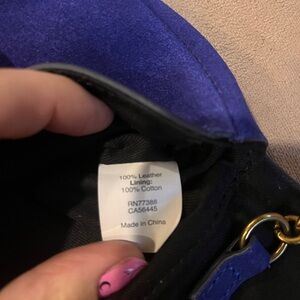 100% Leather
Lining:
100% Cotton
RN77388
CA56445
Made in China